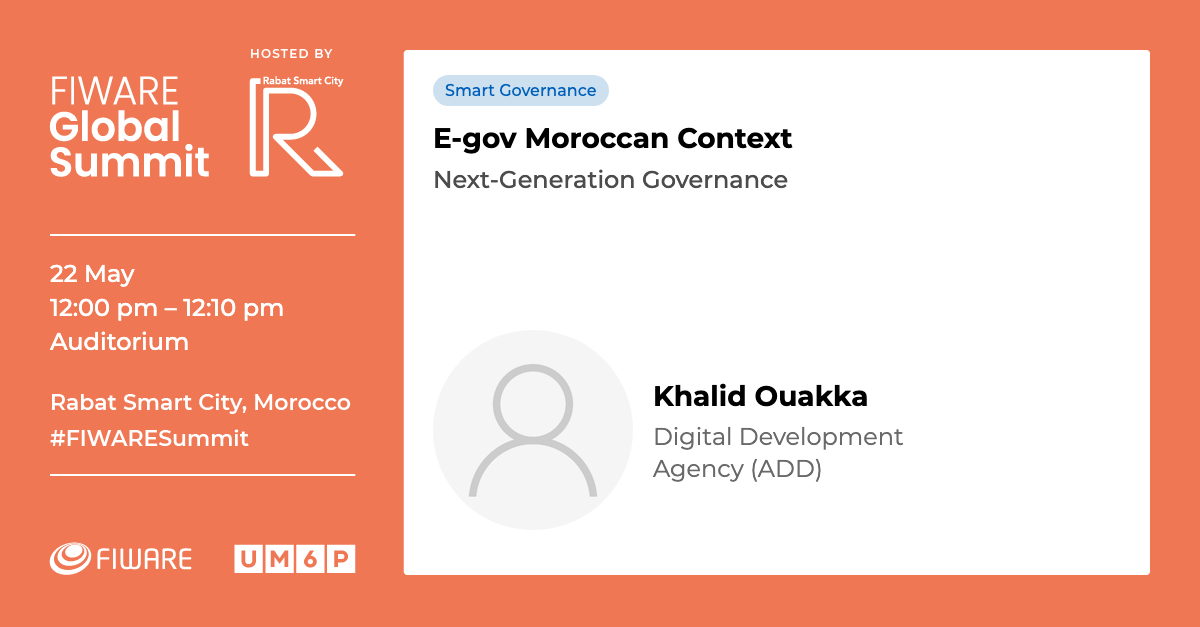 FIWARE
Global
Summit
HOSTED BY
Rabat Smart City
R
22 May
12:00 pm – 12:10 pm
Auditorium
Rabat Smart City, Morocco
#FIWARESummit
FIWARE
UM6P
Smart Governance
E-gov Moroccan Context
Next-Generation Governance
Khalid Ouakka
Digital Development
Agency (ADD)